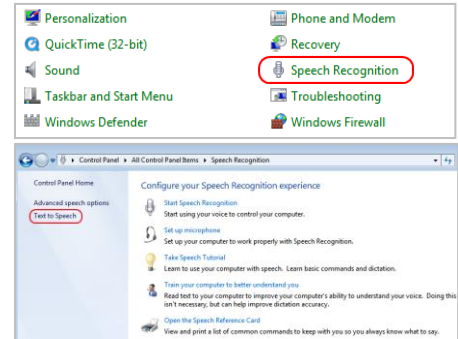 Personalization
Phone and Modem
QuickTime (32-bit)
Recovery
Sound
Speech Recognition
Taskbar and Start Menu
Troubleshooting
Windows Defender
Windows Firewall
Control Panel ▸ All Control Panel Items ▸ Speech Recognition
Control Panel Home
Advanced speech options
Text to Speech
Configure your Speech Recognition experience
Start Speech Recognition
Start using your voice to control your computer.
Set up microphone
Set up your computer to work properly with Speech Recognition.
Take Speech Tutorial
Learn to use your computer with speech. Learn basic commands and dictation.
Train your computer to better understand you
Read text to your computer to improve your computer's ability to understand your voice. Doing this
isn't necessary, but can help improve dictation accuracy.
Open the Speech Reference Card
View and print a list of common commands to keep with you so you always know what to say.